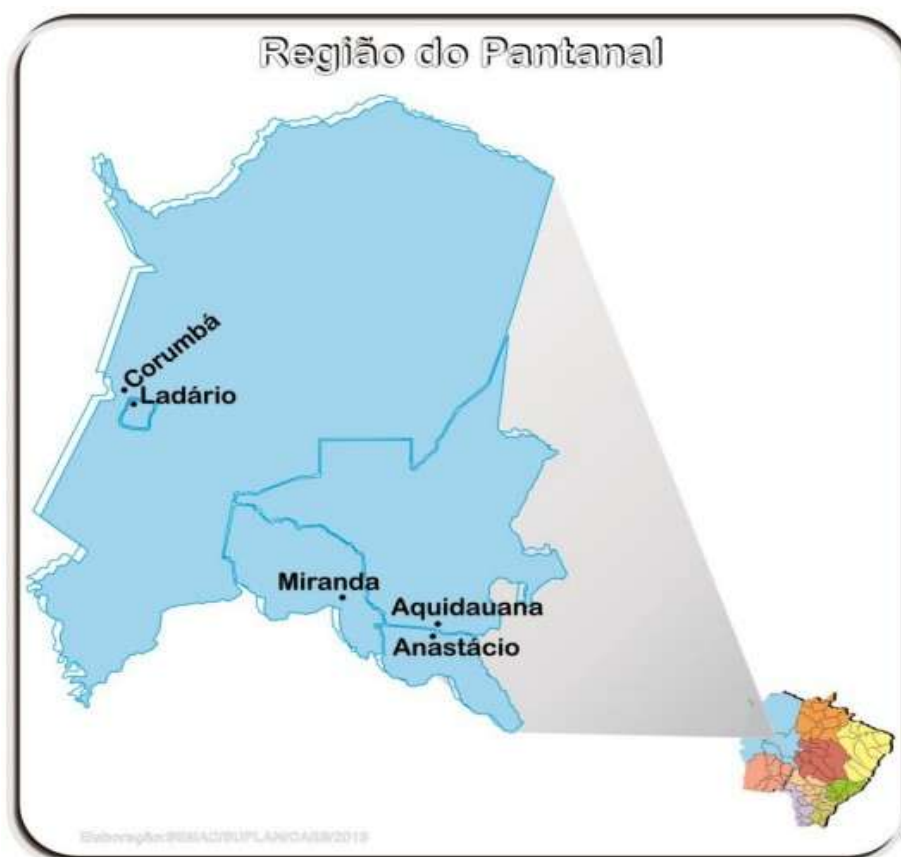 Região do Pantanal
Corumbá
Ladário
Miranda
Aquidauana
Anastácio